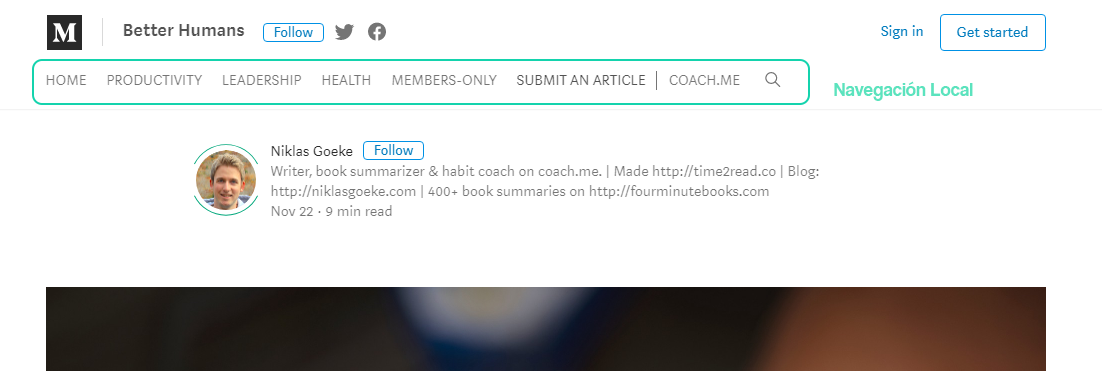 M Better Humans Follow Sign in Get started
HOME PRODUCTIVITY LEADERSHIP HEALTH MEMBERS-ONLY SUBMIT AN ARTICLE COACH.ME
Navegación Local
Niklas Goeke Follow
Writer, book summarizer & habit coach on coach.me. | Made http://time2read.co | Blog:
http://niklasgoeke.com | 400+ book summaries on http://fourminutebooks.com
Nov 22 · 9 min read